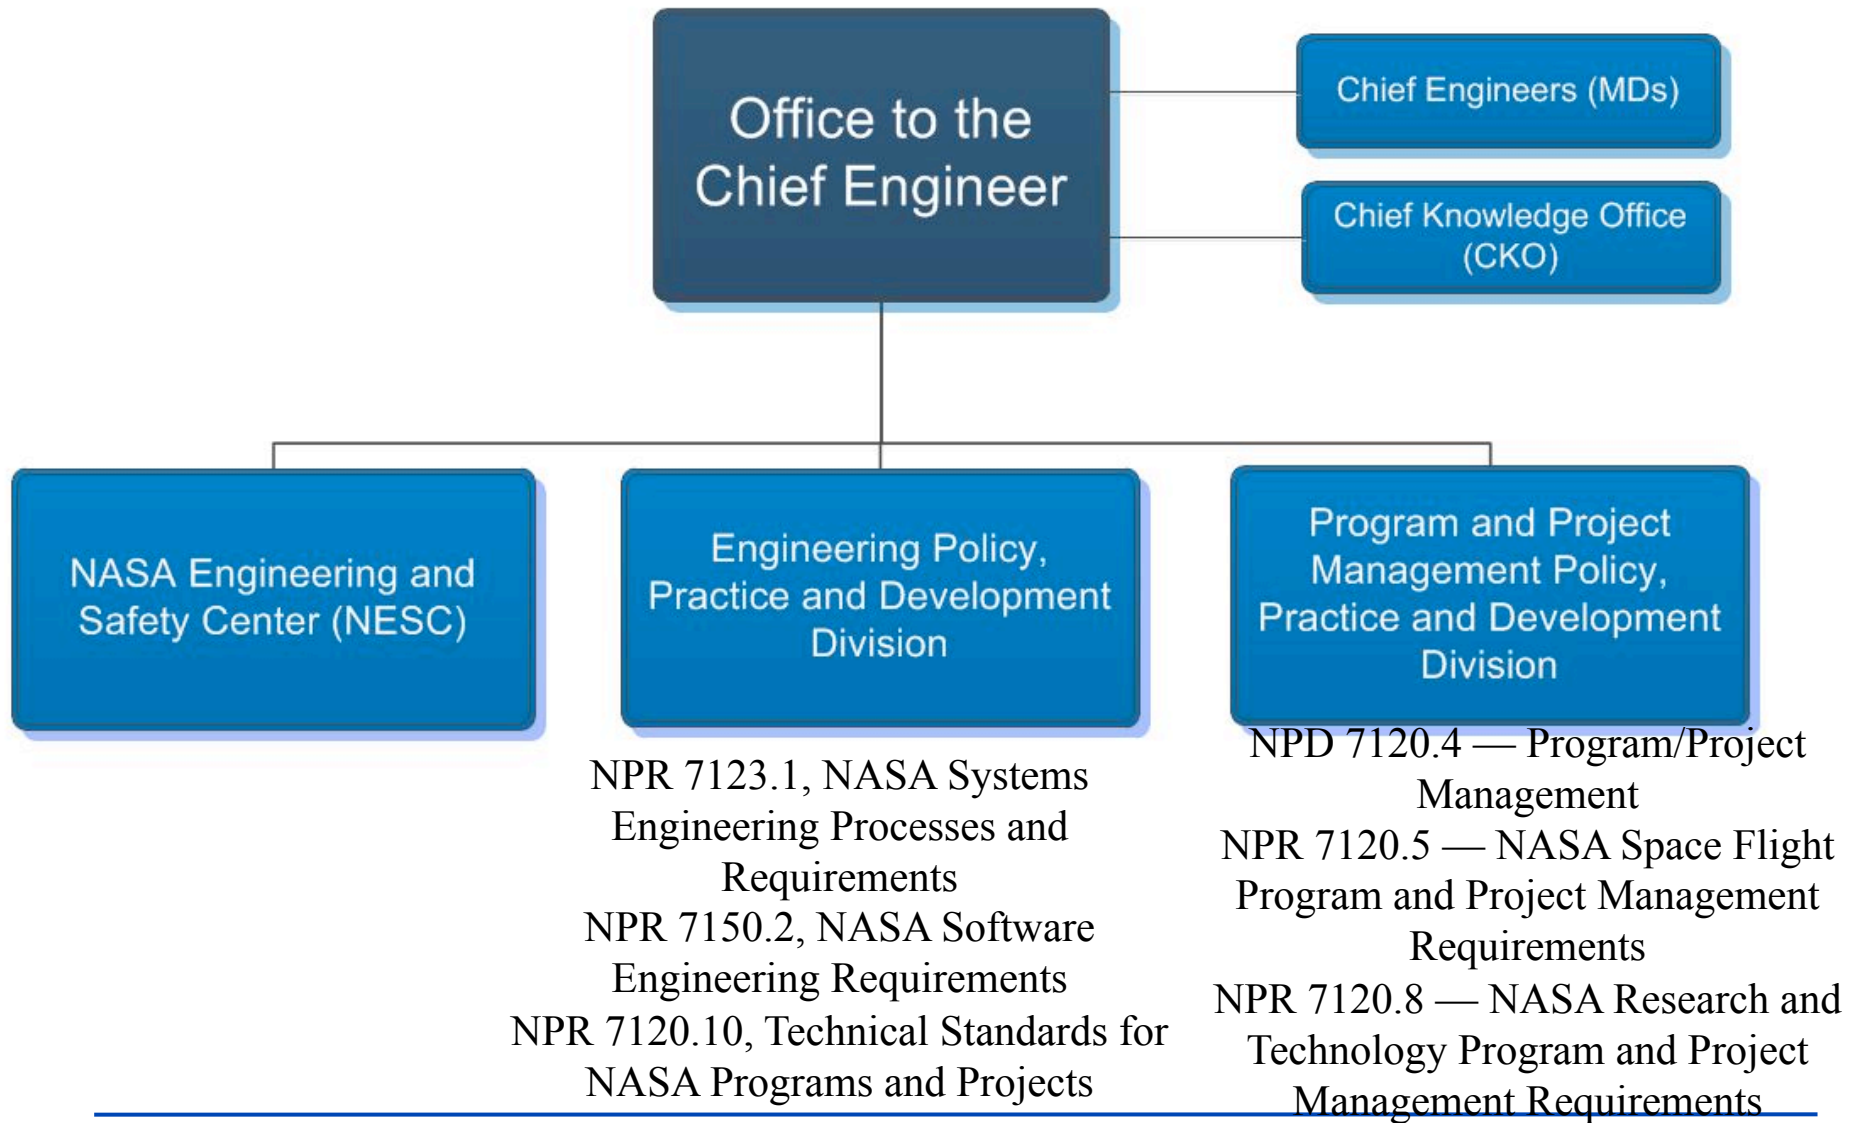 Office to the
Chief Engineer
Chief Engineers (MDs)
Chief Knowledge Office
(CKO)
NASA Engineering and
Safety Center (NESC)
Engineering Policy,
Practice and Development
Division
Program and Project
Management Policy,
Practice and Development
Division
NPR 7123.1, NASA Systems
Engineering Processes and
Requirements
NPR 7150.2, NASA Software
Engineering Requirements
NPR 7120.10, Technical Standards for
NASA Programs and Projects
NPD 7120.4 — Program/Project
Management
NPR 7120.5 — NASA Space Flight
Program and Project Management
Requirements
NPR 7120.8 — NASA Research and
Technology Program and Project
Management Requirements